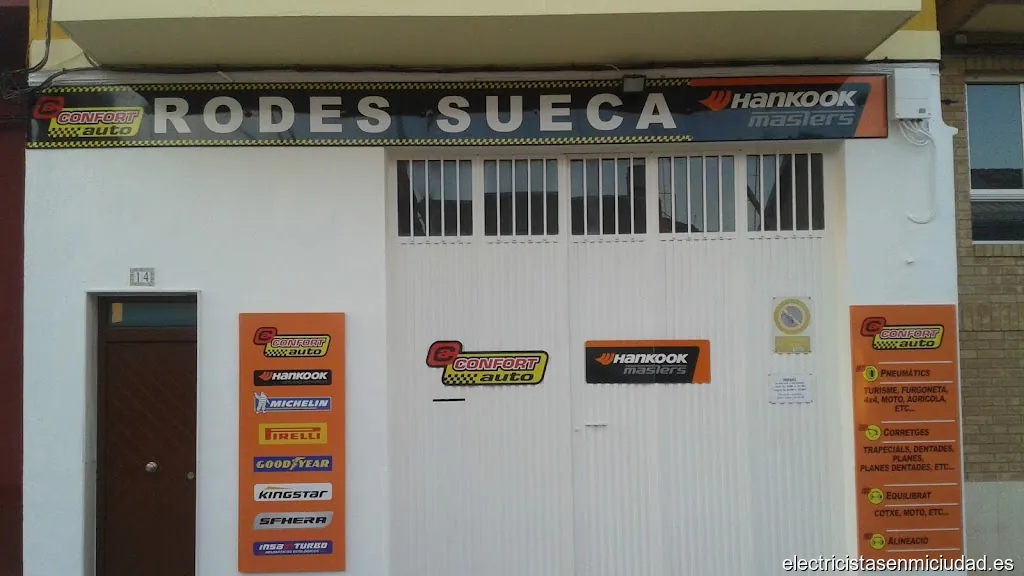 CONFORT auto RODES SUECA HANKOOK masters
14
CONFORT auto
HANKOOK
MICHELIN
PIRELLI
GOODYEAR
KINGSTAR
SFHERA
INSA TURBO
CONFORT auto
HANKOOK masters
CONFORT auto
PNEUMÀTICS
TURISME, FURGONETA,
4x4, MOTO, AGRÍCOLA,
ETC...
CORRETGES
TRAPECIALS, DENTADES,
PLANES,
PLANES DENTADES, ETC...
EQUILIBRAT
COTXE, MOTO, ETC...
ALINEACIÓ
electricistasenmiciudad.es